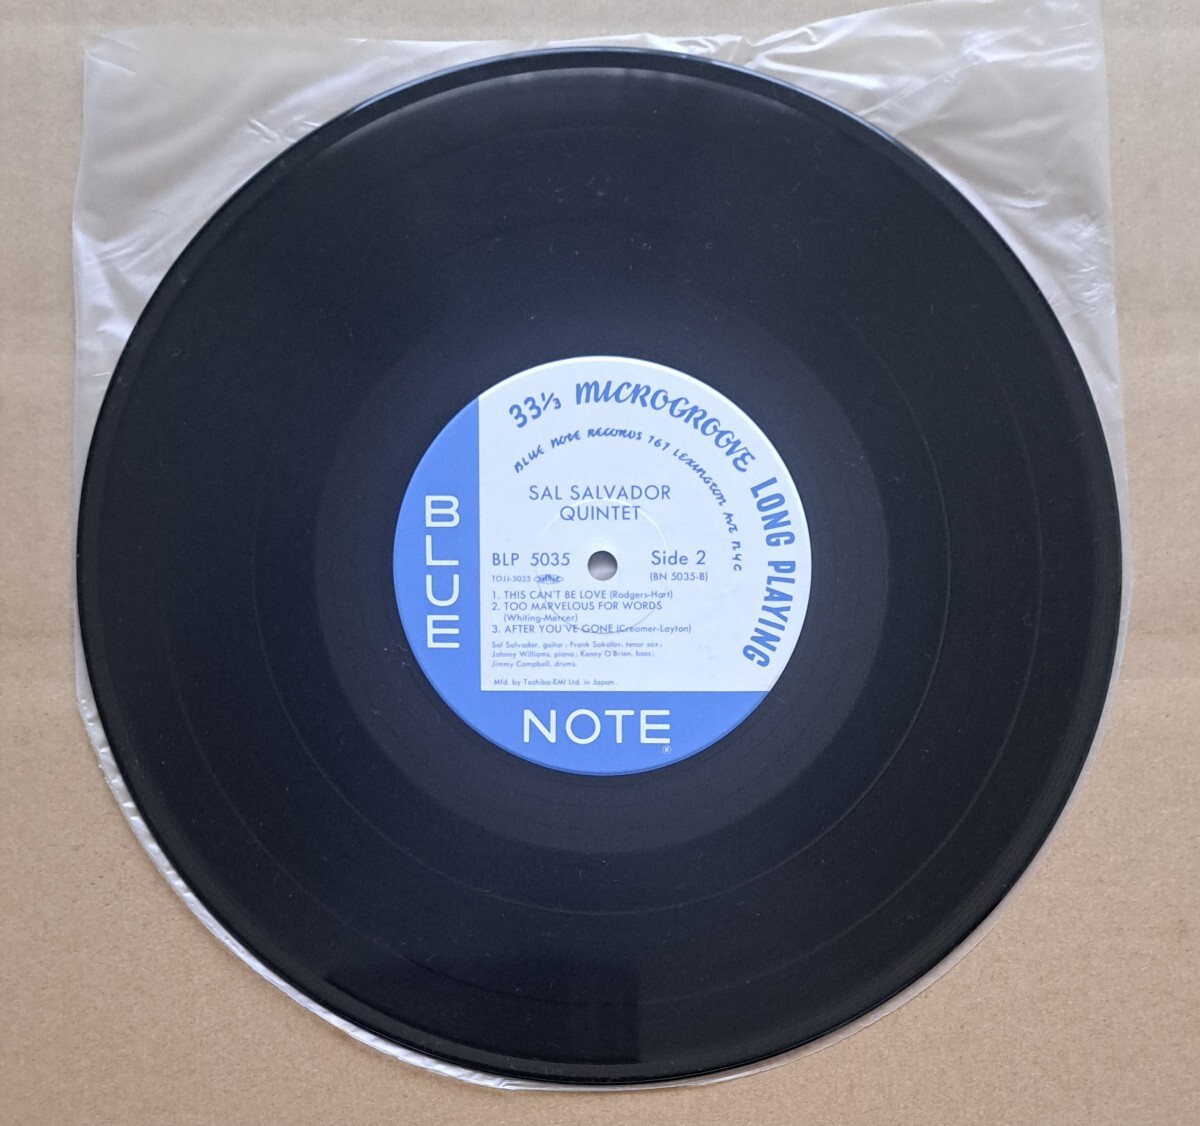 33⅓ MICROGROOVE LONG PLAYING
BLUE NOTE RECORDS 767 LEXINGTON AVE NYC
SAL SALVADOR
QUINTET
BLP 5035 Side 2
TOJJ-5035 (BN 5035-B)
1. THIS CAN'T BE LOVE (Rodgers-Hart)
2. TOO MARVELOUS FOR WORDS
(Whiting-Mercer)
3. AFTER YOU'VE GONE (Creamer-Layton)
Sal Salvador, guitar; Frank Sokolov, tenor sax;
Johnny Williams, piano; Kenny O'Brien, bass;
Jimmy Campbell, drums.
Mfd. by Toshiba-EMI Ltd. in Japan.
BLUE
NOTE
®